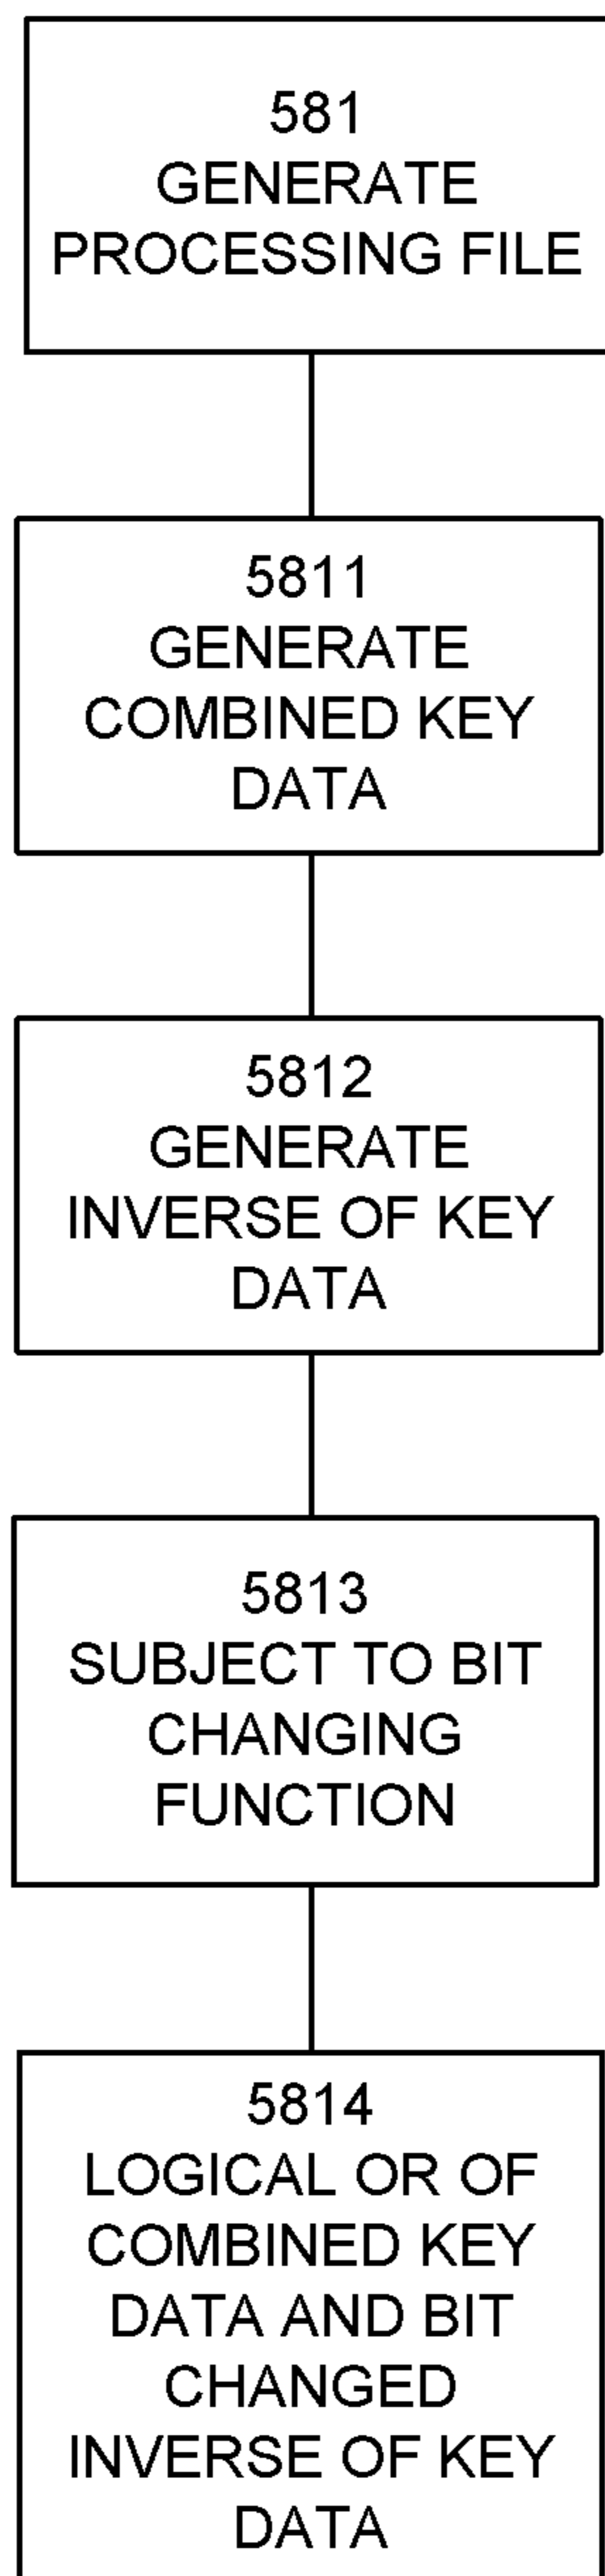 581
GENERATE
PROCESSING FILE
5811
GENERATE
COMBINED KEY
DATA
5812
GENERATE
INVERSE OF KEY
DATA
5813
SUBJECT TO BIT
CHANGING
FUNCTION
5814
LOGICAL OR OF
COMBINED KEY
DATA AND BIT
CHANGED
INVERSE OF KEY
DATA